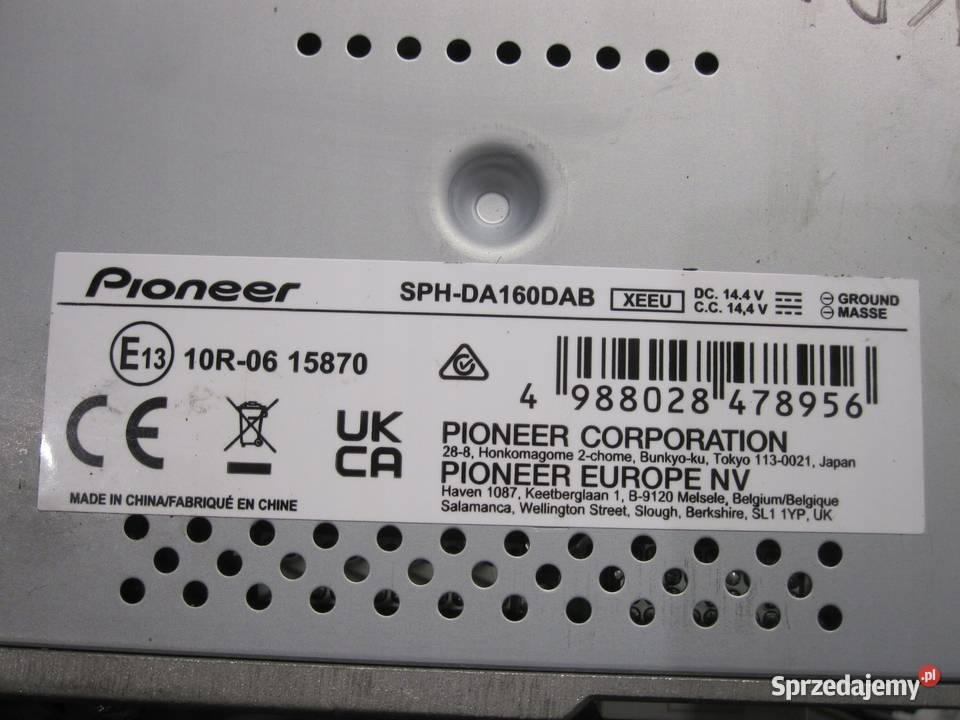 Pioneer
SPH-DA160DAB XEEU DC. 14.4 V GROUND
C.C. 14,4 V MASSE
E13 10R-06 15870
4 988028 478956
CE
UK
CA
PIONEER CORPORATION
28-8, Honkomagome 2-chome, Bunkyo-ku, Tokyo 113-0021, Japan
PIONEER EUROPE NV
Haven 1087, Keetberglaan 1, B-9120 Melsele, Belgium/Belgique
Salamanca, Wellington Street, Slough, Berkshire, SL1 1YP, UK
MADE IN CHINA/FABRIQUÉ EN CHINE
Sprzedajemy.pl